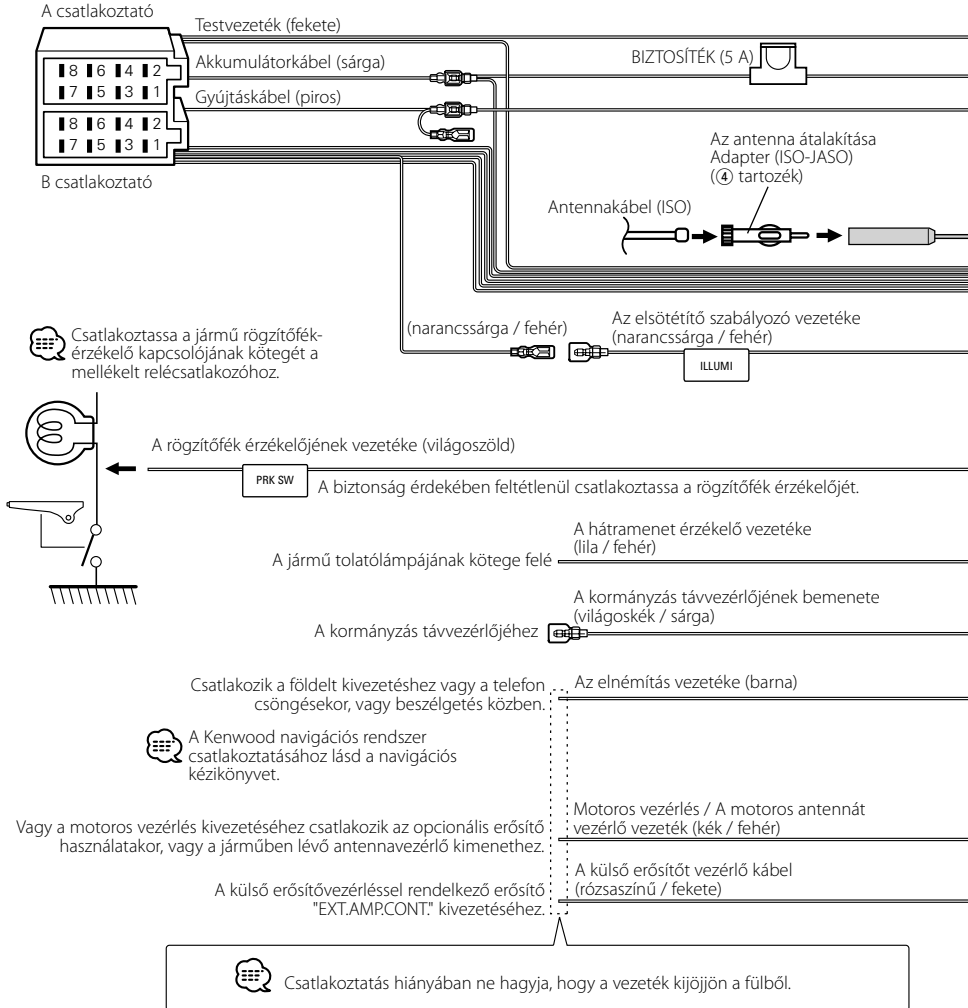 A csatlakoztató
Testvezeték (fekete)
BIZTOSÍTÉK (5 A)
Akkumulátorkábel (sárga)
8 6 4 2
7 5 3 1
Gyújtáskábel (piros)
8 6 4 2
7 5 3 1
B csatlakoztató
Az antenna átalakítása
Adapter (ISO-JASO)
(④ tartozék)
Antennakábel (ISO)
Csatlakoztassa a jármű rögzítőfék-
érzékelő kapcsolójának kötegét a
mellékelt relécsatlakozóhoz.
(narancssárga / fehér)
Az elsötétítő szabályozó vezetéke
(narancssárga / fehér)
ILLUMI
A rögzítőfék érzékelőjének vezetéke (világoszöld)
PRK SW
A biztonság érdekében feltétlenül csatlakoztassa a rögzítőfék érzékelőjét.
A hátramenet érzékelő vezetéke
(lila / fehér)
A jármű tolatólámpájának kötege felé
A kormányzás távvezérlőjének bemenete
(világoskék / sárga)
A kormányzás távvezérlőjéhez
Csatlakozik a földelt kivezetéshez vagy a telefon
csöngésekor, vagy beszélgetés közben.
Az elnémítás vezetéke (barna)
A Kenwood navigációs rendszer
csatlakoztatásához lásd a navigációs
kézikönyvet.
Vagy a motoros vezérlés kivezetéséhez csatlakozik az opcionális erősítő
használatakor, vagy a járműben lévő antennavezérlő kimenethez.
Motoros vezérlés / A motoros antennát
vezérlő vezeték (kék / fehér)
A külső erősítővezérléssel rendelkező erősítő
"EXT.AMP.CONT." kivezetéséhez.
A külső erősítőt vezérlő kábel
(rózsaszínű / fekete)
Csatlakoztatás hiányában ne hagyja, hogy a vezeték kijöjjön a fülből.